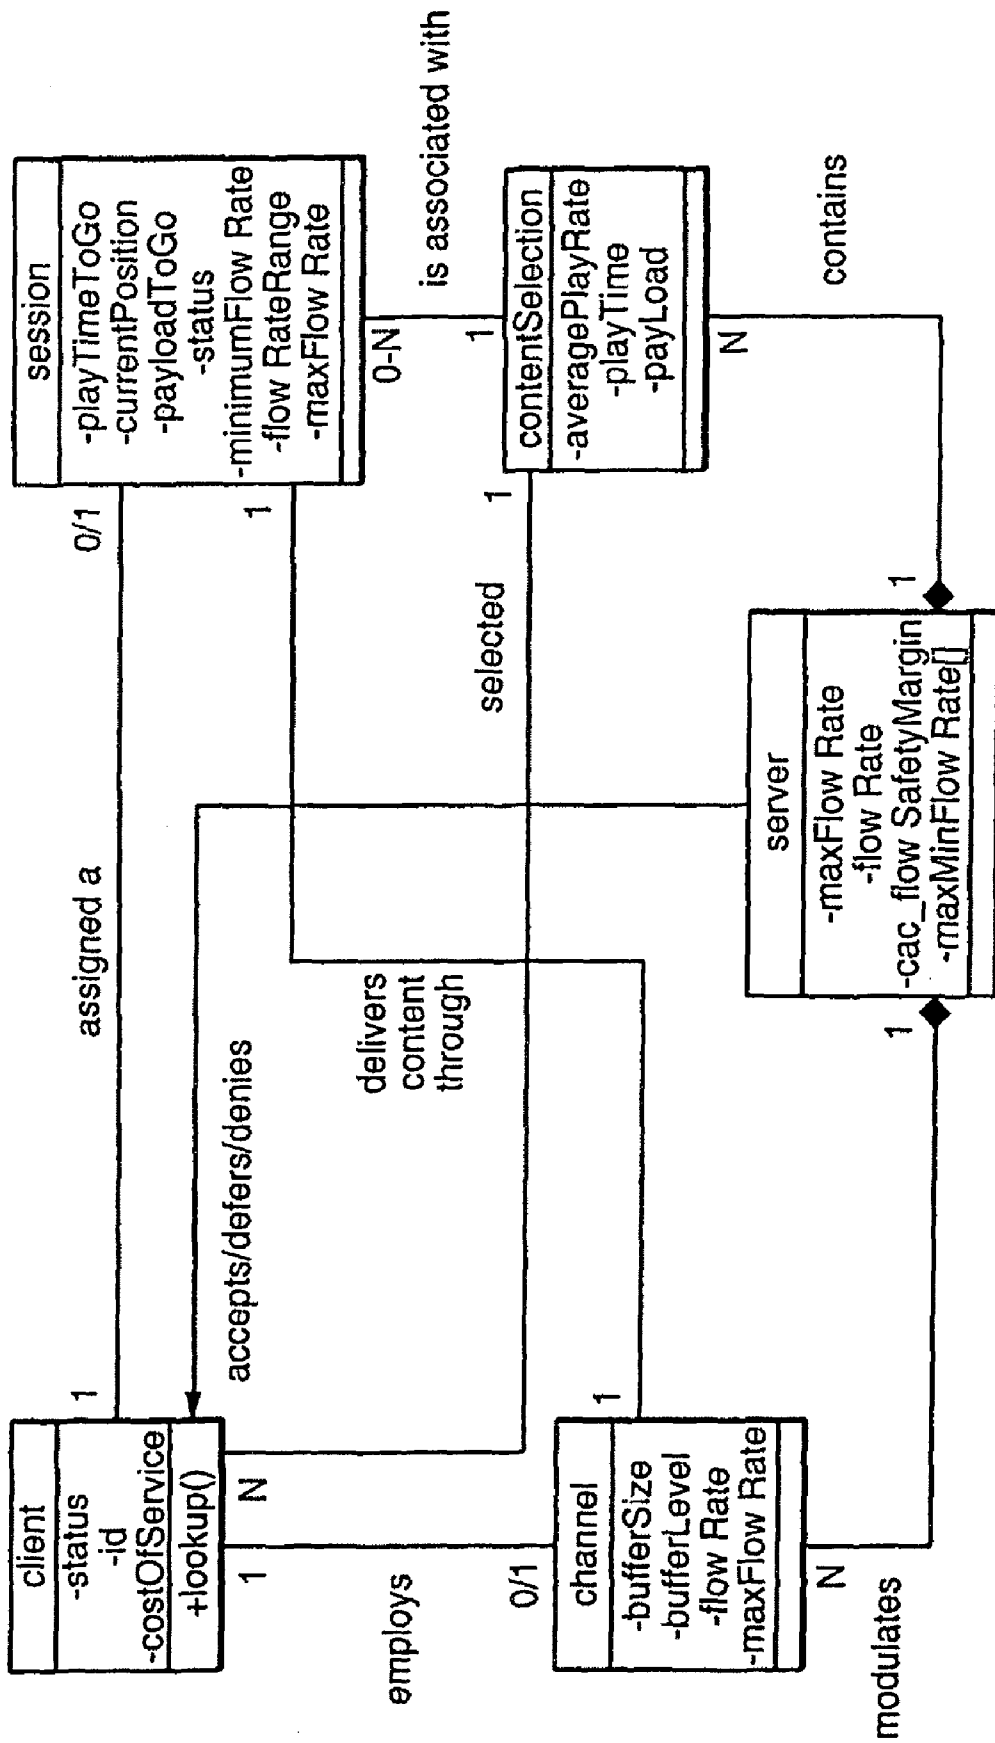 client
-status
-id
-costOfService
+lookup()
1
assigned a
0/1
session
-playTimeToGo
-currentPosition
-payloadToGo
-status
-minimumFlow Rate
-flow RateRange
-maxFlow Rate
accepts/defers/denies
N
1
employs
0/1
1
delivers
content
through
selected
1
0-N
is associated with
1
channel
-bufferSize
-bufferLevel
-flow Rate
-maxFlow Rate
1
contentSelection
-averagePlayRate
-playTime
-payLoad
N
modulates
1
server
-maxFlow Rate
-flow Rate
-cac_flow SafetyMargin
-maxMinFlow Rate[]
1
N
contains